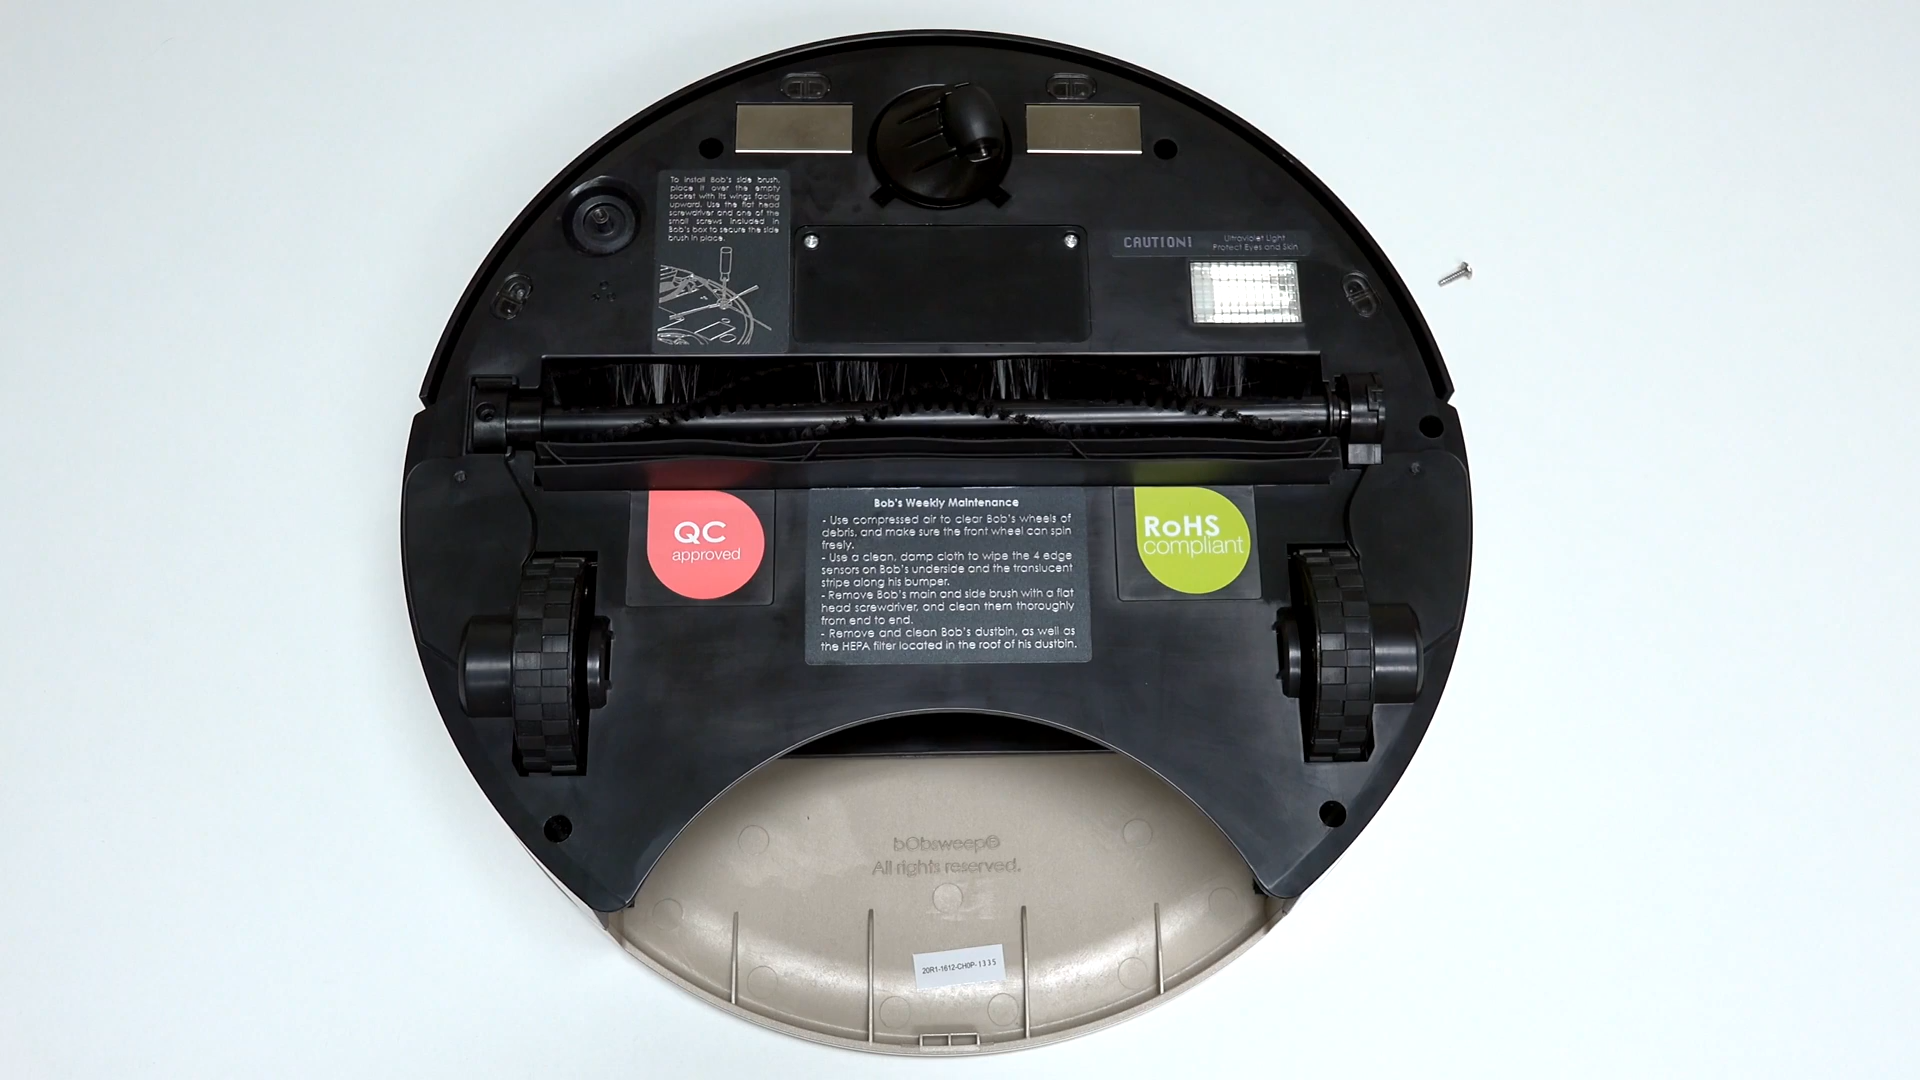 To install Bob's side brush,
place it over the empty
socket with its wings facing
upward. Use the flat head
screwdriver and one of the
small screws included in
Bob's box to secure the side
brush in place.
CAUTION!
Ultraviolet Light
Protect Eyes and Skin
QC
approved
Bob's Weekly Maintenance
- Use compressed air to clear Bob's wheels of
debris, and make sure the front wheel can spin
freely.
- Use a clean, damp cloth to wipe the 4 edge
sensors on Bob's underside and the translucent
stripe along his bumper.
- Remove Bob's main and side brush with a flat
head screwdriver, and clean them thoroughly
from end to end.
- Remove and clean Bob's dustbin, as well as
the HEPA filter located in the roof of his dustbin.
RoHS
compliant
bObsweep©
All rights reserved.
20R1-1612-CH0P-1335